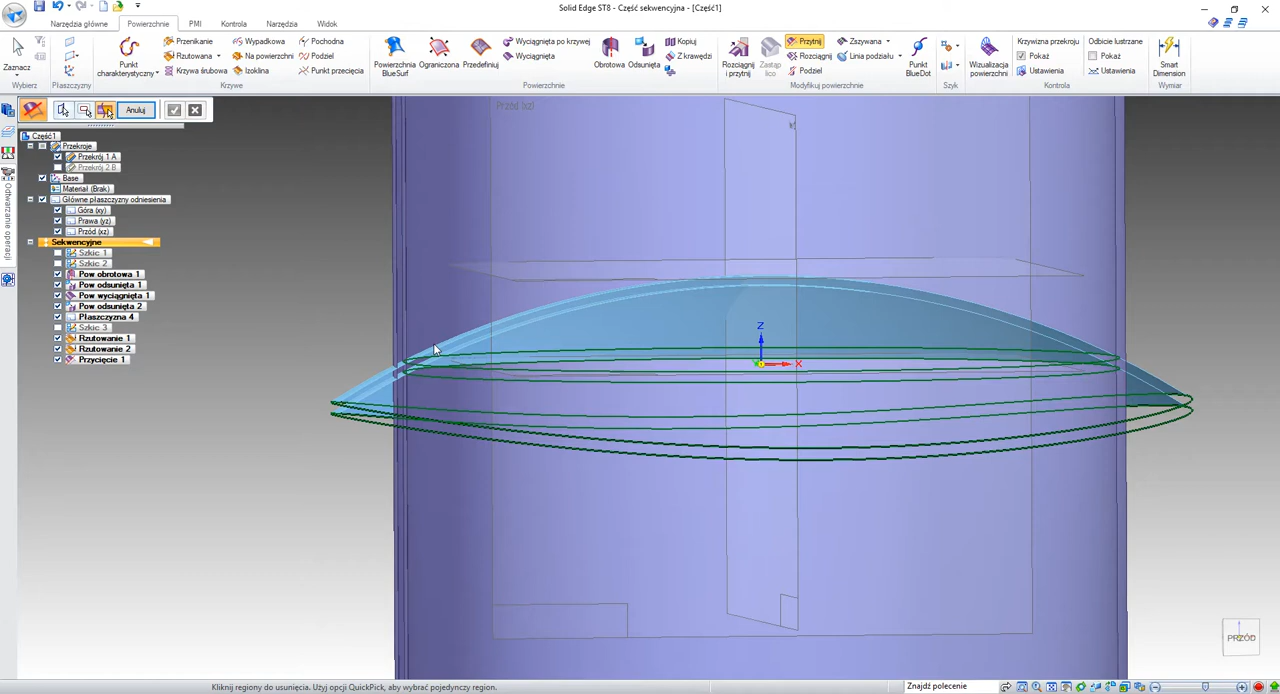 Solid Edge ST8 - Część sekwencyjna - [Część1]
Narzędzia główne
Powierzchnie
PMI
Kontrola
Narzędzia
Widok
Zaznacz
Wybierz
Płaszczyzny
Punkt charakterystyczny
Przenikanie
Rzutowania
Krzywa śrubowa
Wypadkowa
Na powierzchni
Izoklina
Pochodna
Podziel
Punkt przecięcia
Krzywe
Powierzchnia BlueSurf
Ograniczona
Przedefiniuj
Wyciągnięta po krzywej
Wyciągnięta
Obrotowa
Odsunięta
Kopiuj
Z krawędzi
Powierzchnie
Rozciągnij i przytnij
Zastąp lico
Przytnij
Rozciągnij
Podziel
Zszywana
Linia podziału
Punkt BlueDot
Modyfikuj powierzchnie
Szyk
Wizualizacja powierzchni
Krzywizna przekroju
Pokaż
Ustawienia
Odbicie lustrzane
Pokaż
Ustawienia
Kontrola
Smart Dimension
Wymiar
Anuluj
Odtwarzanie operacji
Część1
Przekroje
Przekrój 1 A
Przekrój 2 B
Base
Materiał (Brak)
Główne płaszczyzny odniesienia
Góra (xy)
Prawa (yz)
Przód (xz)
Sekwencyjne
Szkic 1
Szkic 2
Pow obrotowa 1
Pow odsunięta 1
Pow wyciągnięta 1
Pow odsunięta 2
Płaszczyzna 4
Szkic 3
Rzutowanie 1
Rzutowanie 2
Przycięcie 1
Przód (xz)
Z
X
PRZÓD
Kliknij regiony do usunięcia. Użyj opcji QuickPick, aby wybrać pojedynczy region.
Znajdź polecenie